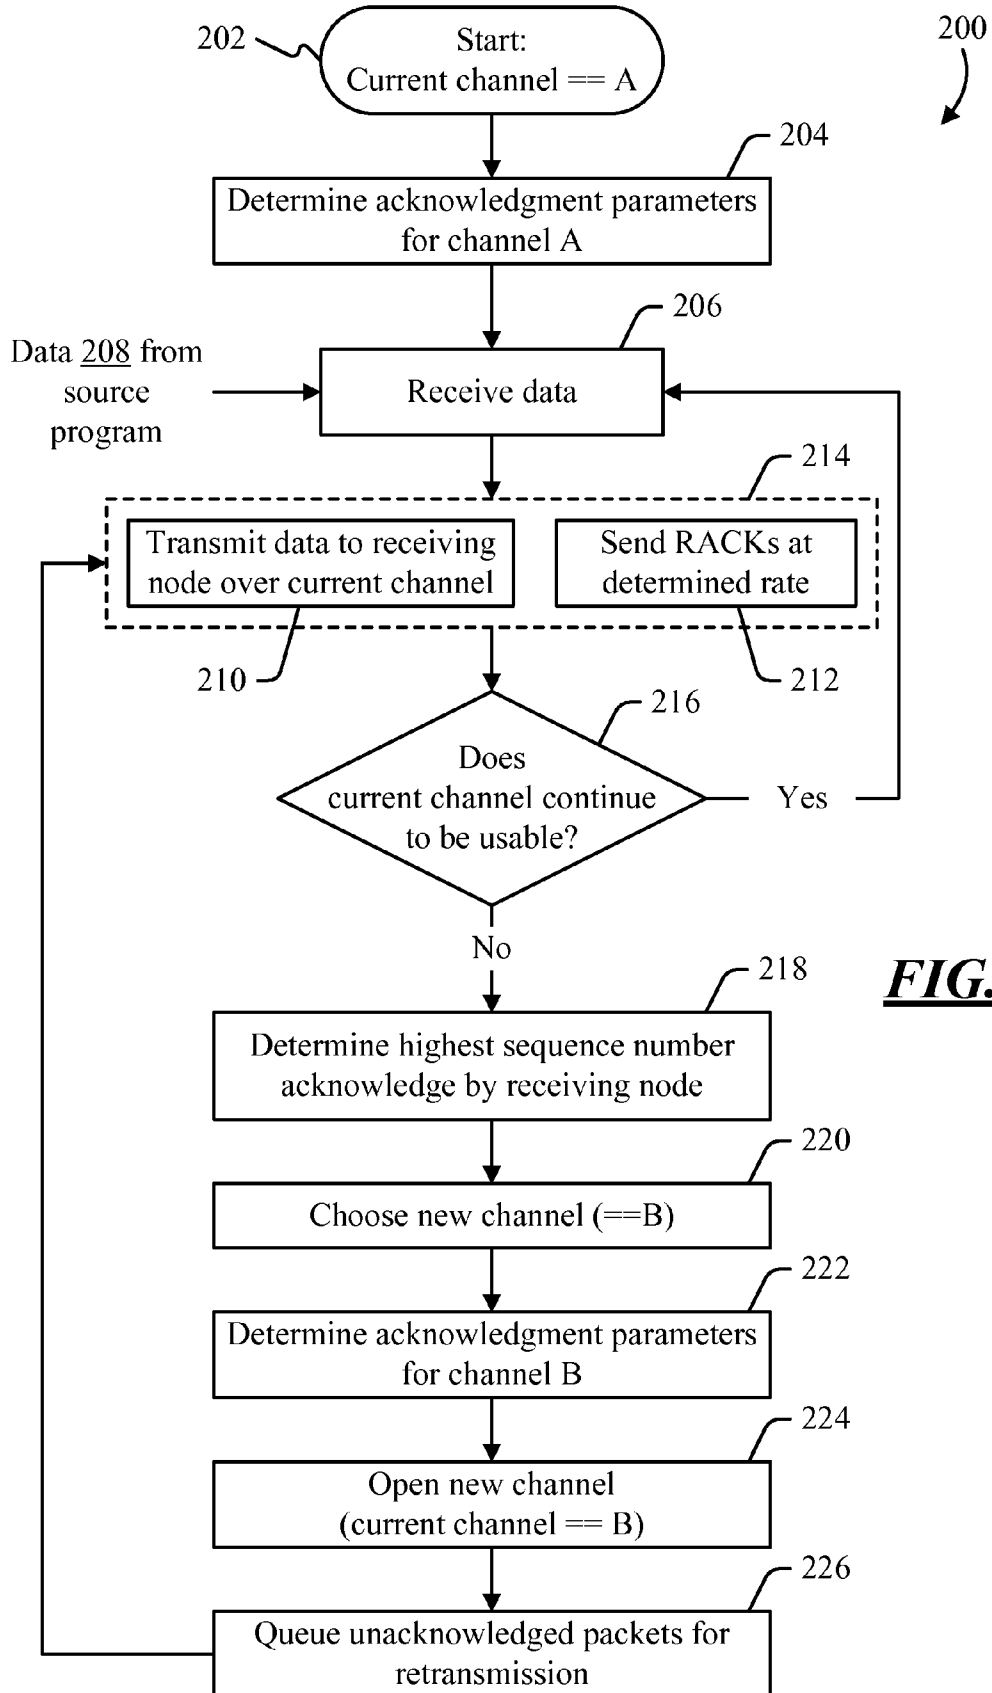 202
Start:
Current channel == A
200
204
Determine acknowledgment parameters
for channel A
206
Data 208 from
source
program
Receive data
214
Transmit data to receiving
node over current channel
Send RACKs at
determined rate
210
212
216
Does
current channel continue
to be usable?
Yes
No
FIG.
218
Determine highest sequence number
acknowledge by receiving node
220
Choose new channel (==B)
222
Determine acknowledgment parameters
for channel B
224
Open new channel
(current channel == B)
226
Queue unacknowledged packets for
retransmission